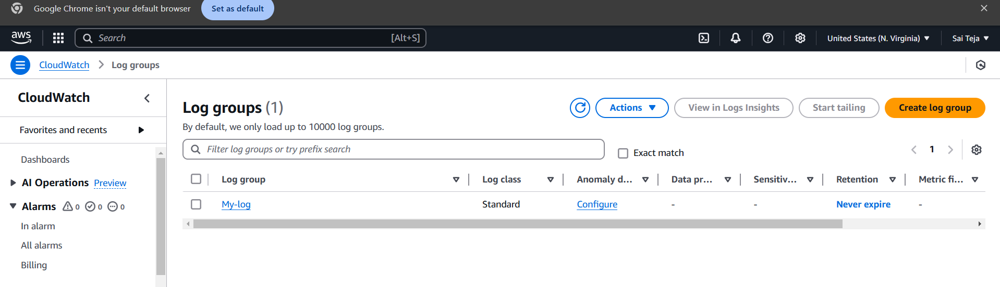 Google Chrome isn't your default browser
Set as default
aws
Search
[Alt+S]
United States (N. Virginia)
Sai Teja
CloudWatch
Log groups
CloudWatch
Favorites and recents
Dashboards
AI Operations Preview
Alarms 0 0 0
In alarm
All alarms
Billing
Log groups (1)
Actions
View in Logs Insights
Start tailing
Create log group
By default, we only load up to 10000 log groups.
Filter log groups or try prefix search
Exact match
1
Log group
Log class
Anomaly d...
Data pr...
Sensitiv...
Retention
Metric fi...
My-log
Standard
Configure
-
-
Never expire
-